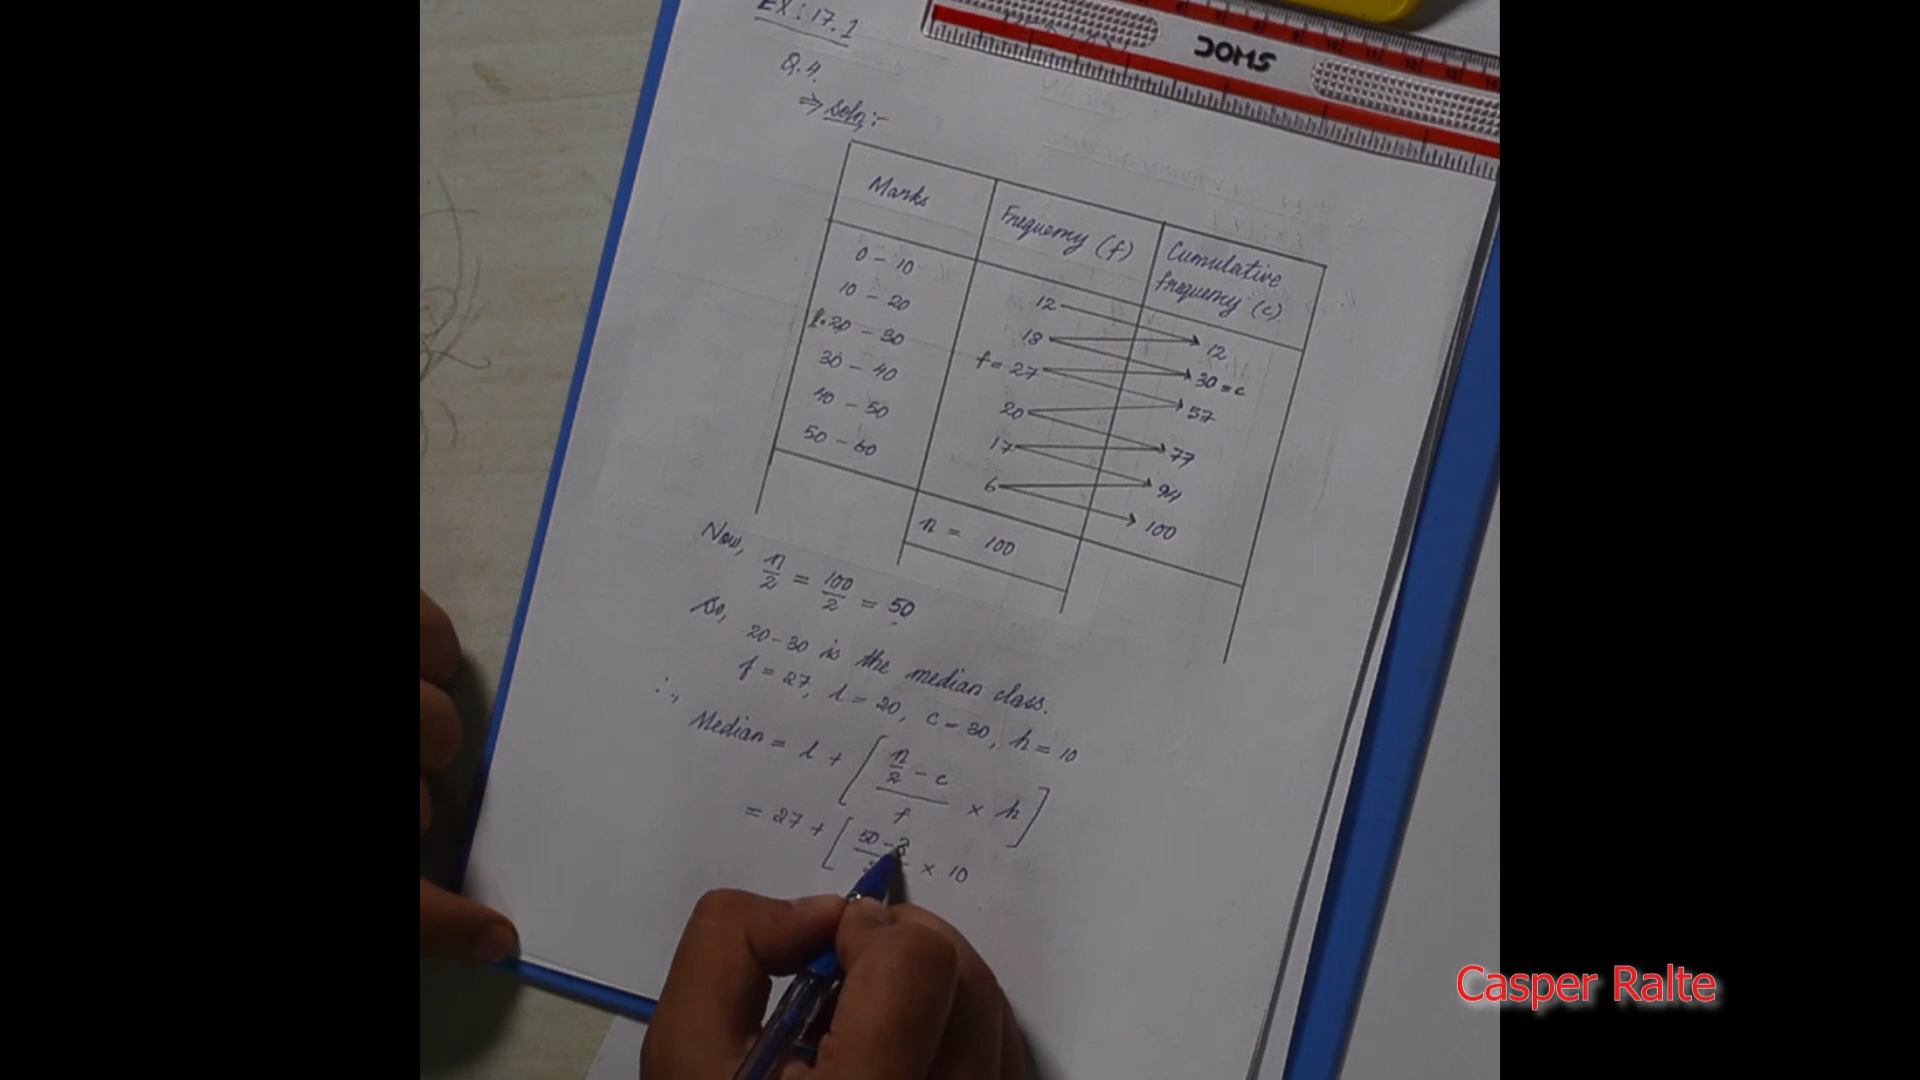 EX: 17.1
Q.4.
⇒ Soln:-
Marks Frequency (f) Cumulative frequency (c)
0 – 10 12 12
10 – 20 18 30 = c
l. 20 – 30 f = 27 57
30 – 40 20 77
40 – 50 17 94
50 – 60 6 100
n = 100
Now, n/2 = 100/2 = 50
So, 20-30 is the median class.
f = 27, l = 20, c = 30, h = 10
∴, Median = l + [ (n/2 - c)/f × h ]
= 27 + [ 50 - 3 × 10
DOMS
Casper Ralte